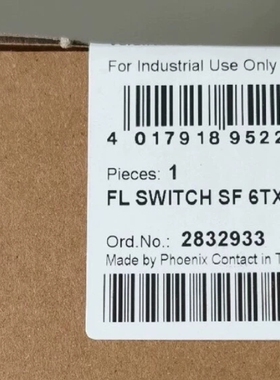 For Industrial Use Only
4 017918 9522
Pieces: 1
FL SWITCH SF 6TX
Ord.No.: 2832933
Made by Phoenix Contact in T